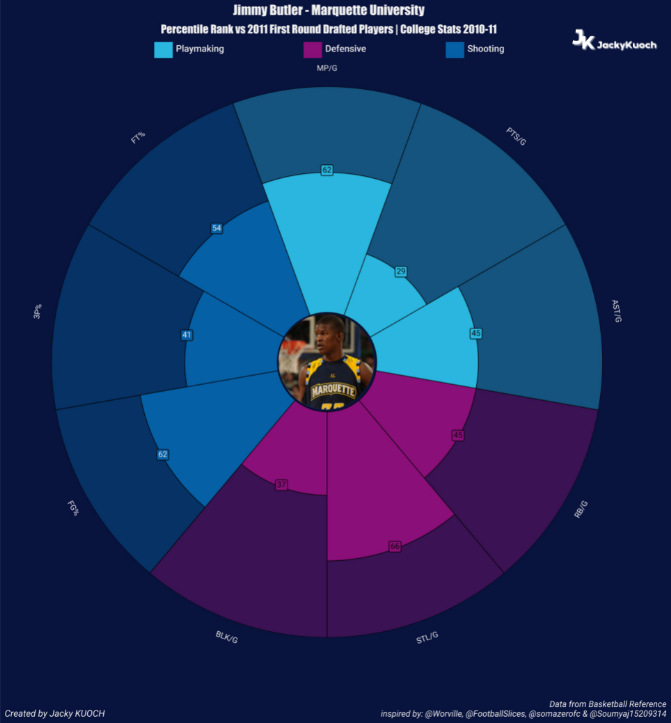 Jimmy Butler - Marquette University
Percentile Rank vs 2011 First Round Drafted Players | College Stats 2010-11
Playmaking
Defensive
Shooting
JK JackyKuoch
MP/G
FT%
PTS/G
62
54
29
3P%
AST/G
41
45
MARQUETTE
45
62
37
66
FG%
RB/G
BLK/G
STL/G
Data from Basketball Reference
Created by Jacky KUOCH
inspired by: @Worville, @FootballSlices, @somazerofc & @Soumyaj15209314